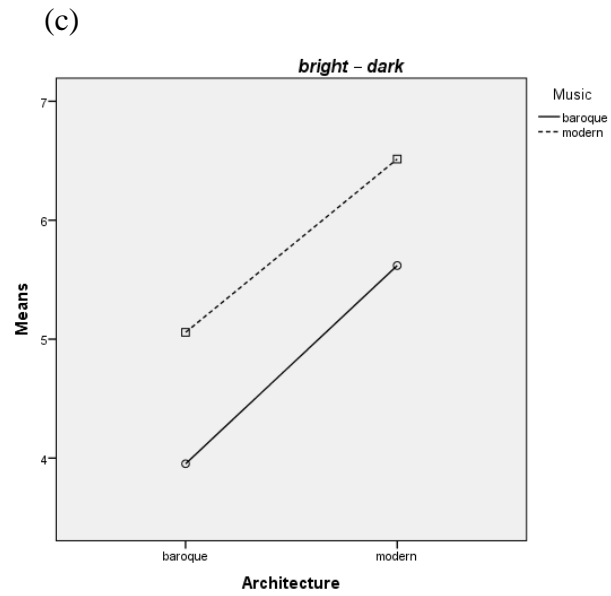 (c)
bright – dark
Music
baroque
modern
Means
7
6
5
4
baroque modern
Architecture